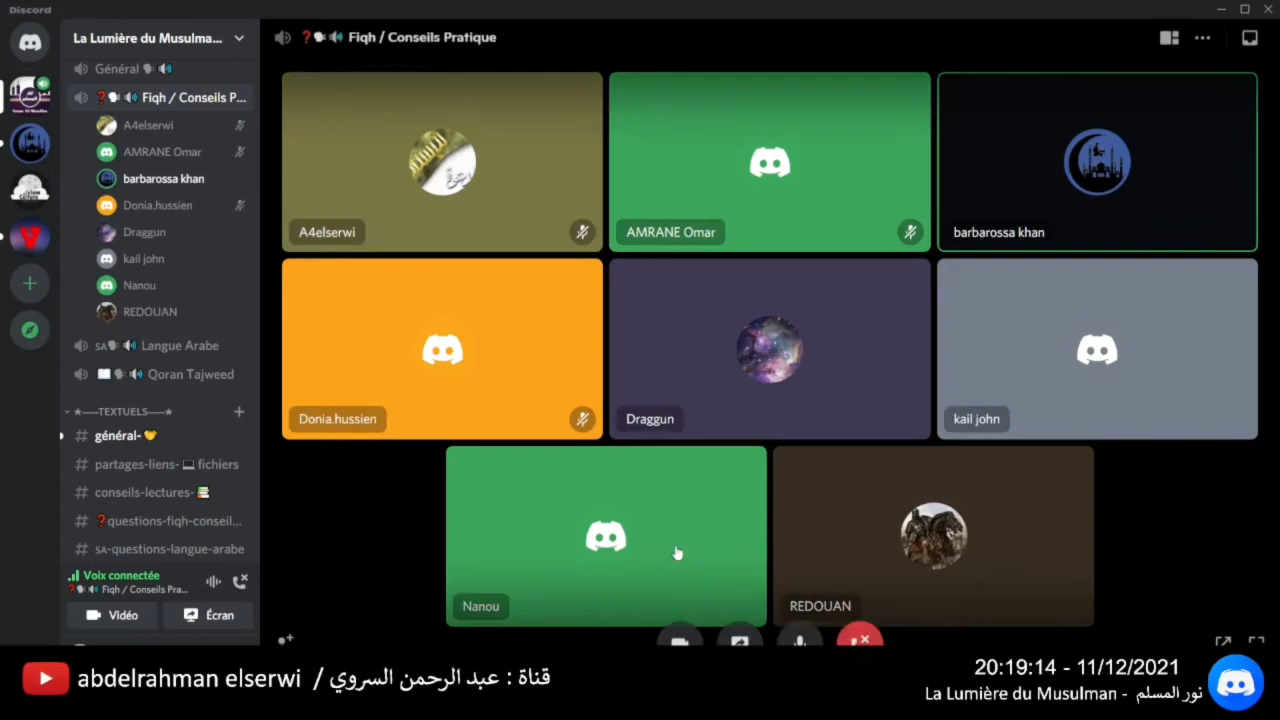 Discord
La Lumière du Musulma...
❓🗣️🔊 Fiqh / Conseils Pratique
Général 🗣️ 🔊
❓🗣️🔊 Fiqh / Conseils P...
A4elserwi
AMRANE Omar
barbarossa khan
Donia.hussien
Draggun
kail john
Nanou
REDOUAN
SA🗣️🔊 Langue Arabe
📖🗣️🔊 Qoran Tajweed
★—–TEXTUELS—–★
général-🤝
partages-liens-💻 fichiers
conseils-lectures-📚
❓questions-fiqh-conseil...
SA-questions-langue-arabe
Voix connectée
❓🗣️🔊 Fiqh / Conseils Pra...
Vidéo
Écran
A4elserwi
AMRANE Omar
barbarossa khan
Donia.hussien
Draggun
kail john
Nanou
REDOUAN
abdelrahman elserwi / قناة : عبد الرحمن السروي
20:19:14 - 11/12/2021
La Lumière du Musulman - نور المسلم